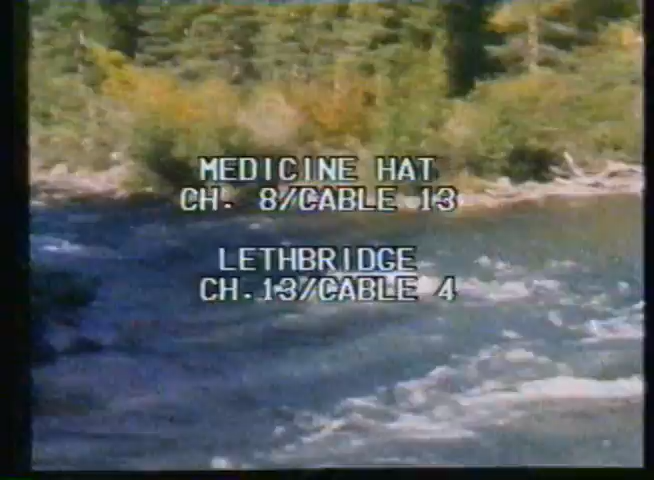 MEDICINE HAT
CH. 8/CABLE 13
LETHBRIDGE
CH.13/CABLE 4